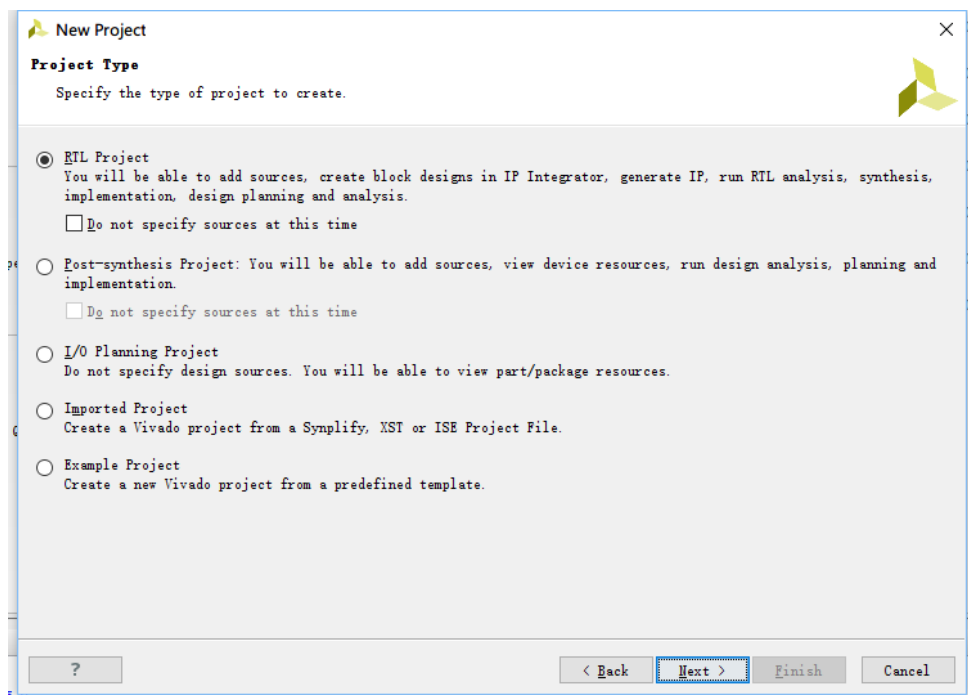 New Project
Project Type
Specify the type of project to create.
RTL Project
You will be able to add sources, create block designs in IP Integrator, generate IP, run RTL analysis, synthesis,
implementation, design planning and analysis.
Do not specify sources at this time
Post-synthesis Project: You will be able to add sources, view device resources, run design analysis, planning and
implementation.
Do not specify sources at this time
I/O Planning Project
Do not specify design sources. You will be able to view part/package resources.
Imported Project
Create a Vivado project from a Synplify, XST or ISE Project File.
Example Project
Create a new Vivado project from a predefined template.
? < Back Next > Finish Cancel